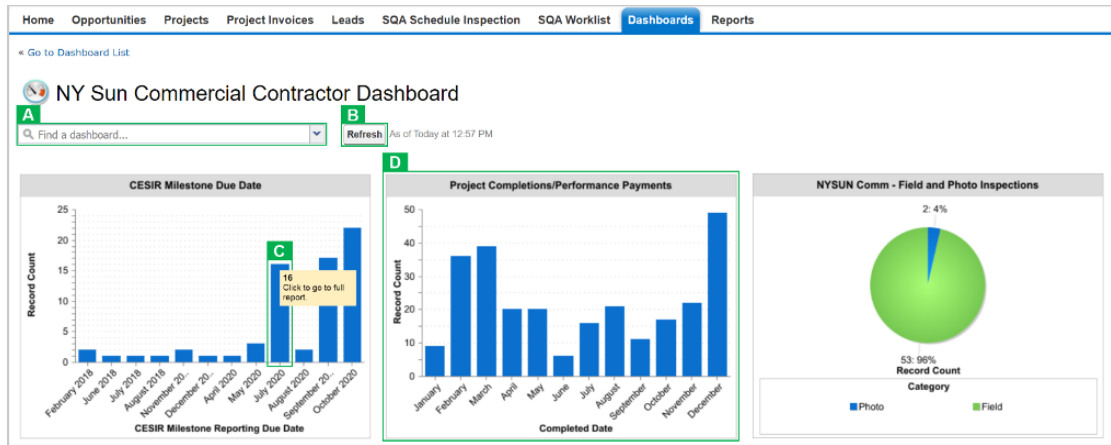 Home Opportunities Projects Project Invoices Leads SQA Schedule Inspection SQA Worklist Dashboards Reports
« Go to Dashboard List
NY Sun Commercial Contractor Dashboard
A
B
Find a dashboard...
Refresh As of Today at 12:57 PM
D
CESIR Milestone Due Date
25
20
15
10
5
0
Record Count
C
16
Click to go to full
report.
February 2018
June 2018
July 2018
August 2018
November 20...
December 20...
April 2020
May 2020
July 2020
August 2020
September 20...
October 2020
CESIR Milestone Reporting Due Date
Project Completions/Performance Payments
50
40
30
20
10
0
Record Count
January
February
March
April
May
June
July
August
September
October
November
December
Completed Date
NYSUN Comm - Field and Photo Inspections
2: 4%
53: 96%
Record Count
Category
Photo
Field